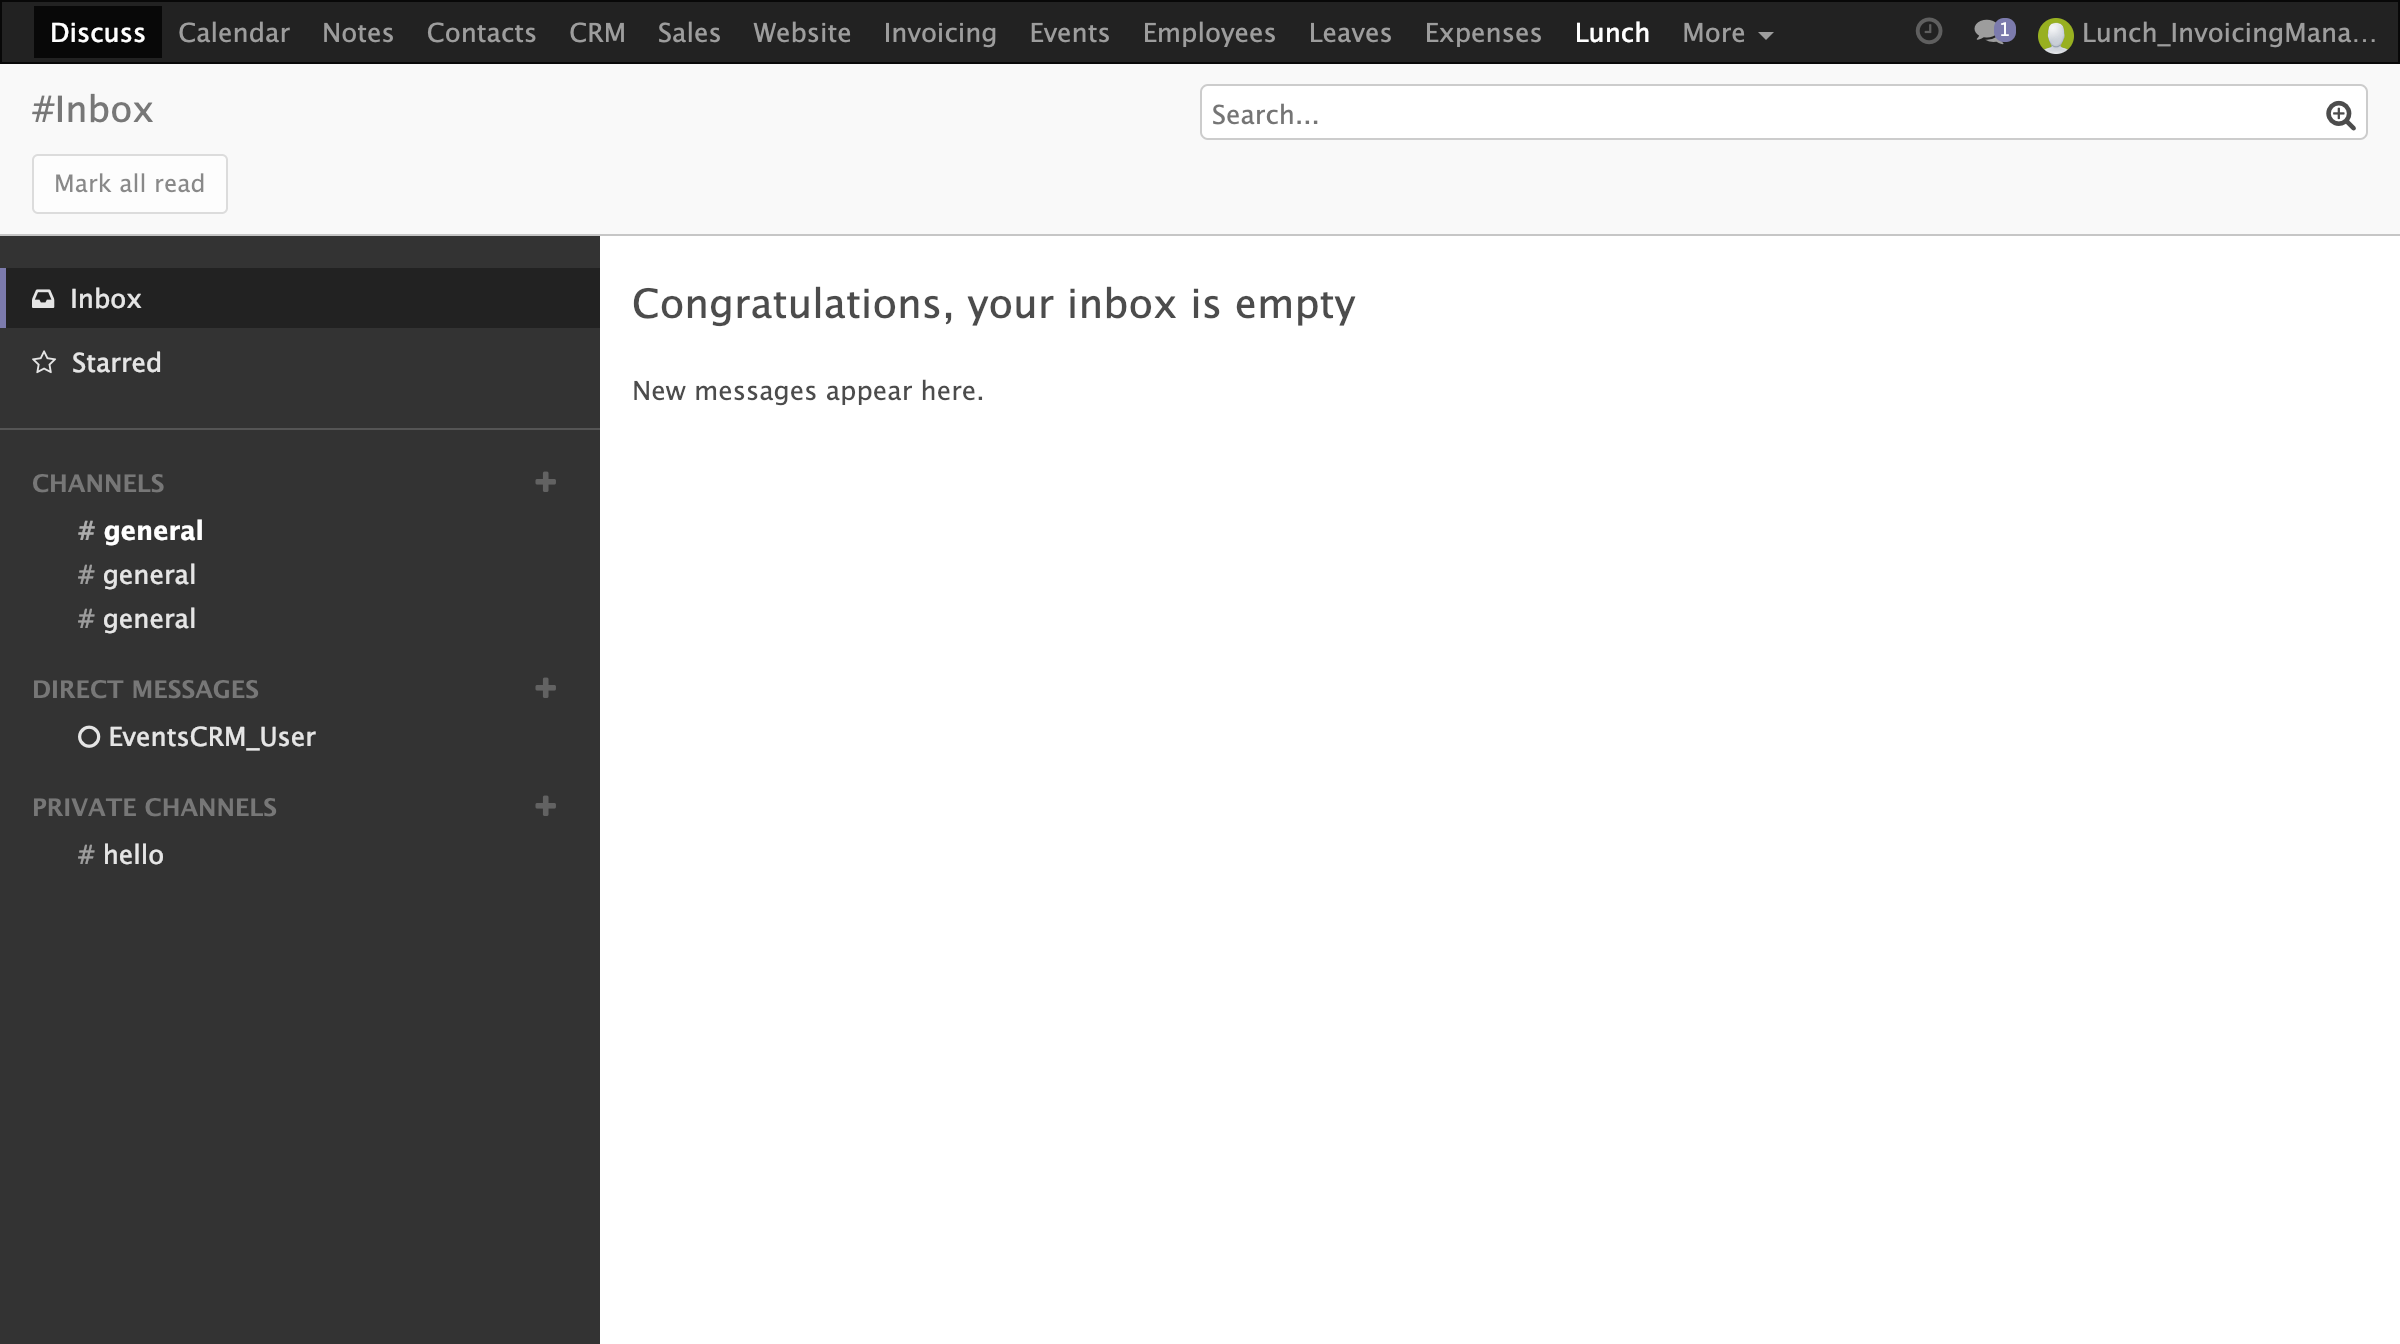 Discuss Calendar Notes Contacts CRM Sales Website Invoicing Events Employees Leaves Expenses Lunch More 1 Lunch_InvoicingMana...
#Inbox
Search...
Mark all read
Inbox
Starred
Congratulations, your inbox is empty
New messages appear here.
CHANNELS
# general
# general
# general
DIRECT MESSAGES
EventsCRM_User
PRIVATE CHANNELS
# hello